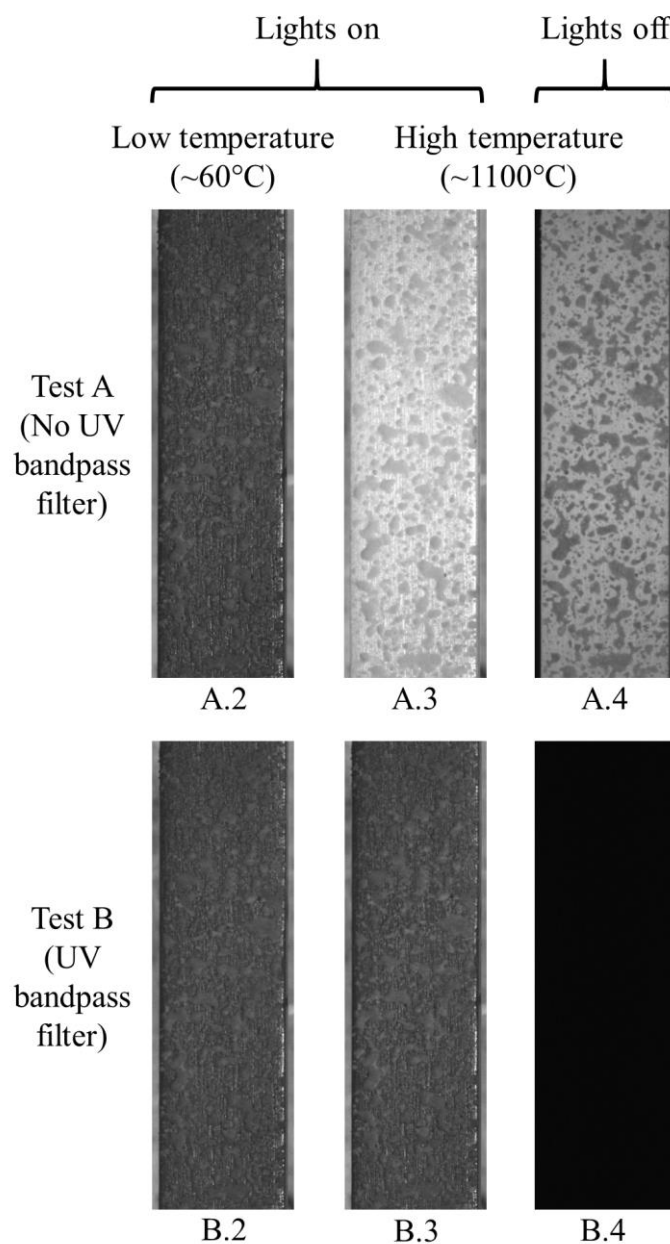 Lights on
Lights off
Low temperature
(~60°C)
High temperature
(~1100°C)
Test A
(No UV
bandpass
filter)
A.2
A.3
A.4
Test B
(UV
bandpass
filter)
B.2
B.3
B.4